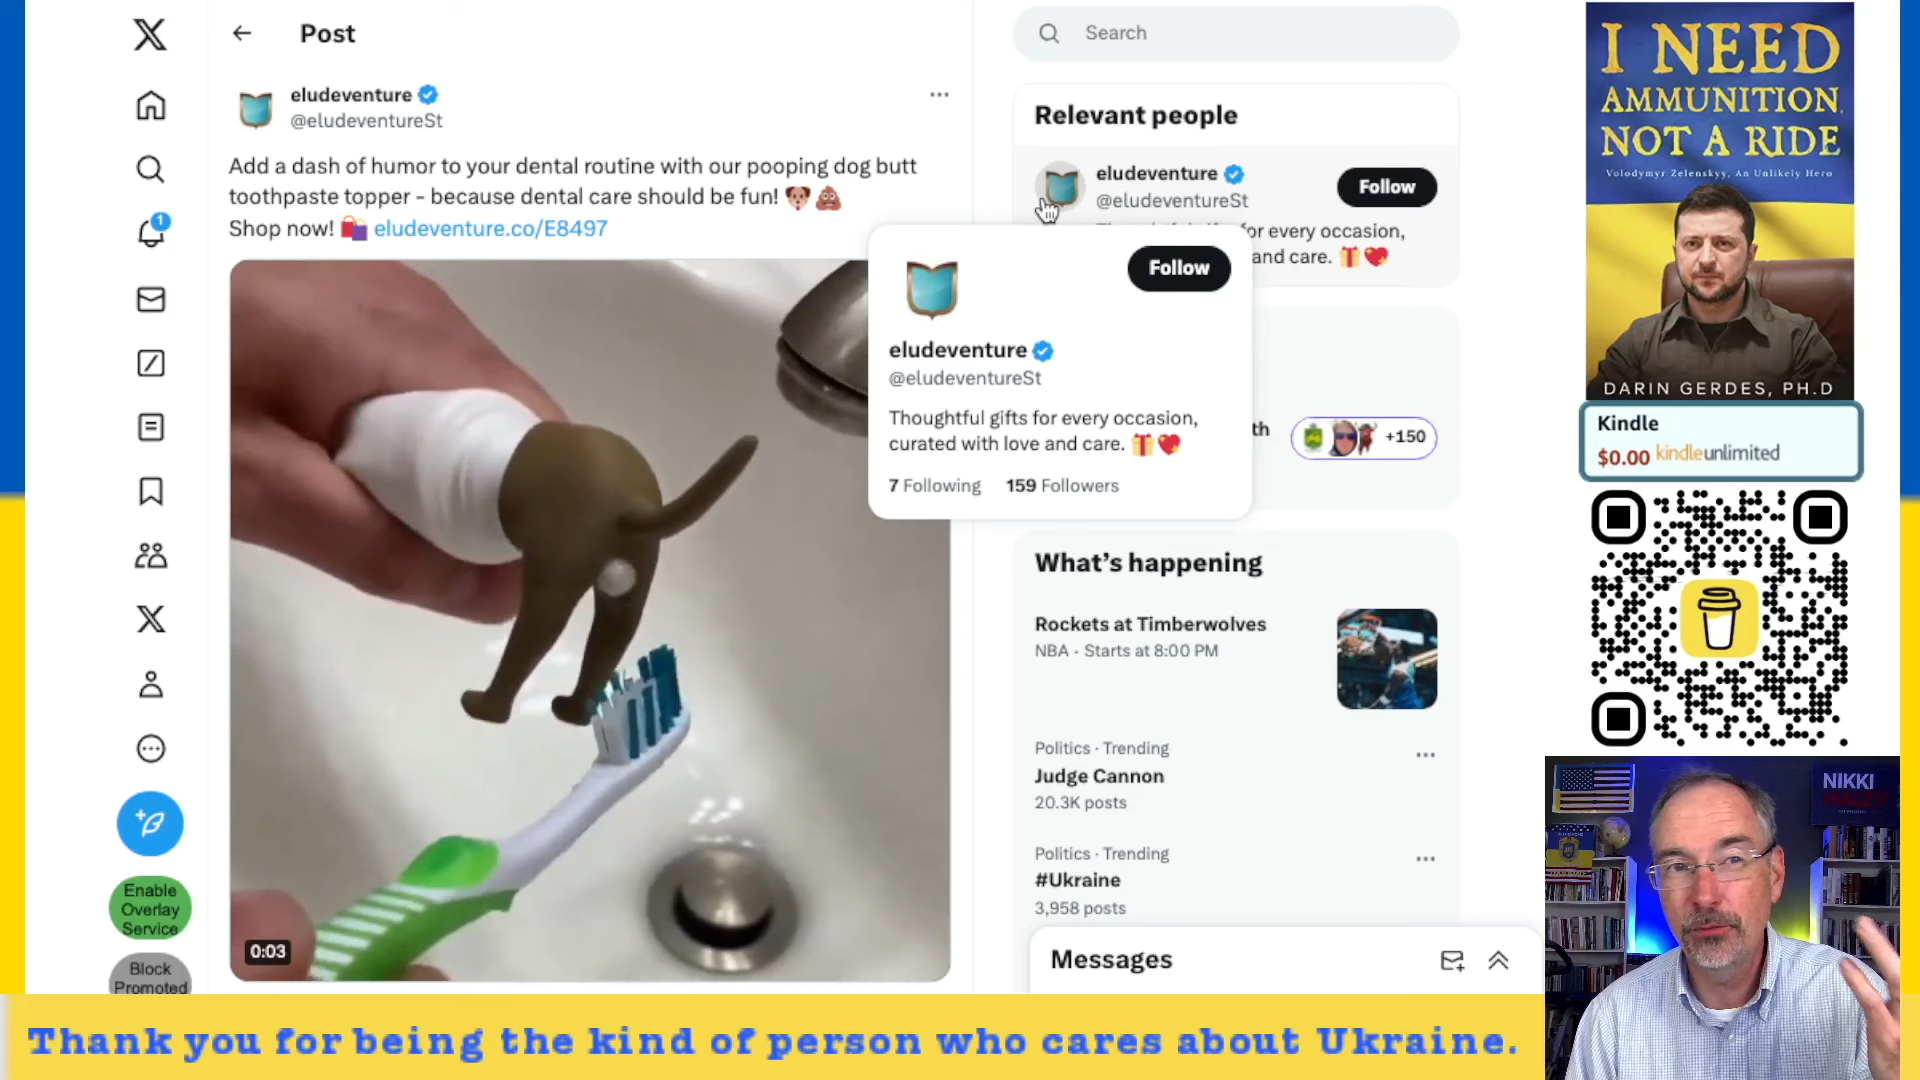 Post
eludeventure
@eludeventureSt
Add a dash of humor to your dental routine with our pooping dog butt
toothpaste topper - because dental care should be fun! 🐶💩
Shop now! 🛍️ eludeventure.co/E8497
0:03
1
Enable
Overlay
Service
Block
Promoted
Search
Relevant people
eludeventure
@eludeventureSt
Follow
or every occasion,
and care. 🎁💖
Follow
eludeventure
@eludeventureSt
Thoughtful gifts for every occasion,
curated with love and care. 🎁💖
7 Following 159 Followers
th
+150
What's happening
Rockets at Timberwolves
NBA · Starts at 8:00 PM
Politics · Trending
Judge Cannon
20.3K posts
Politics · Trending
#Ukraine
3,958 posts
Messages
I NEED
AMMUNITION,
NOT A RIDE
Volodymyr Zelenskyy, An Unlikely Hero
DARIN GERDES, PH.D
Kindle
$0.00 kindleunlimited
NIKKI
HALEY
Thank you for being the kind of person who cares about Ukraine.